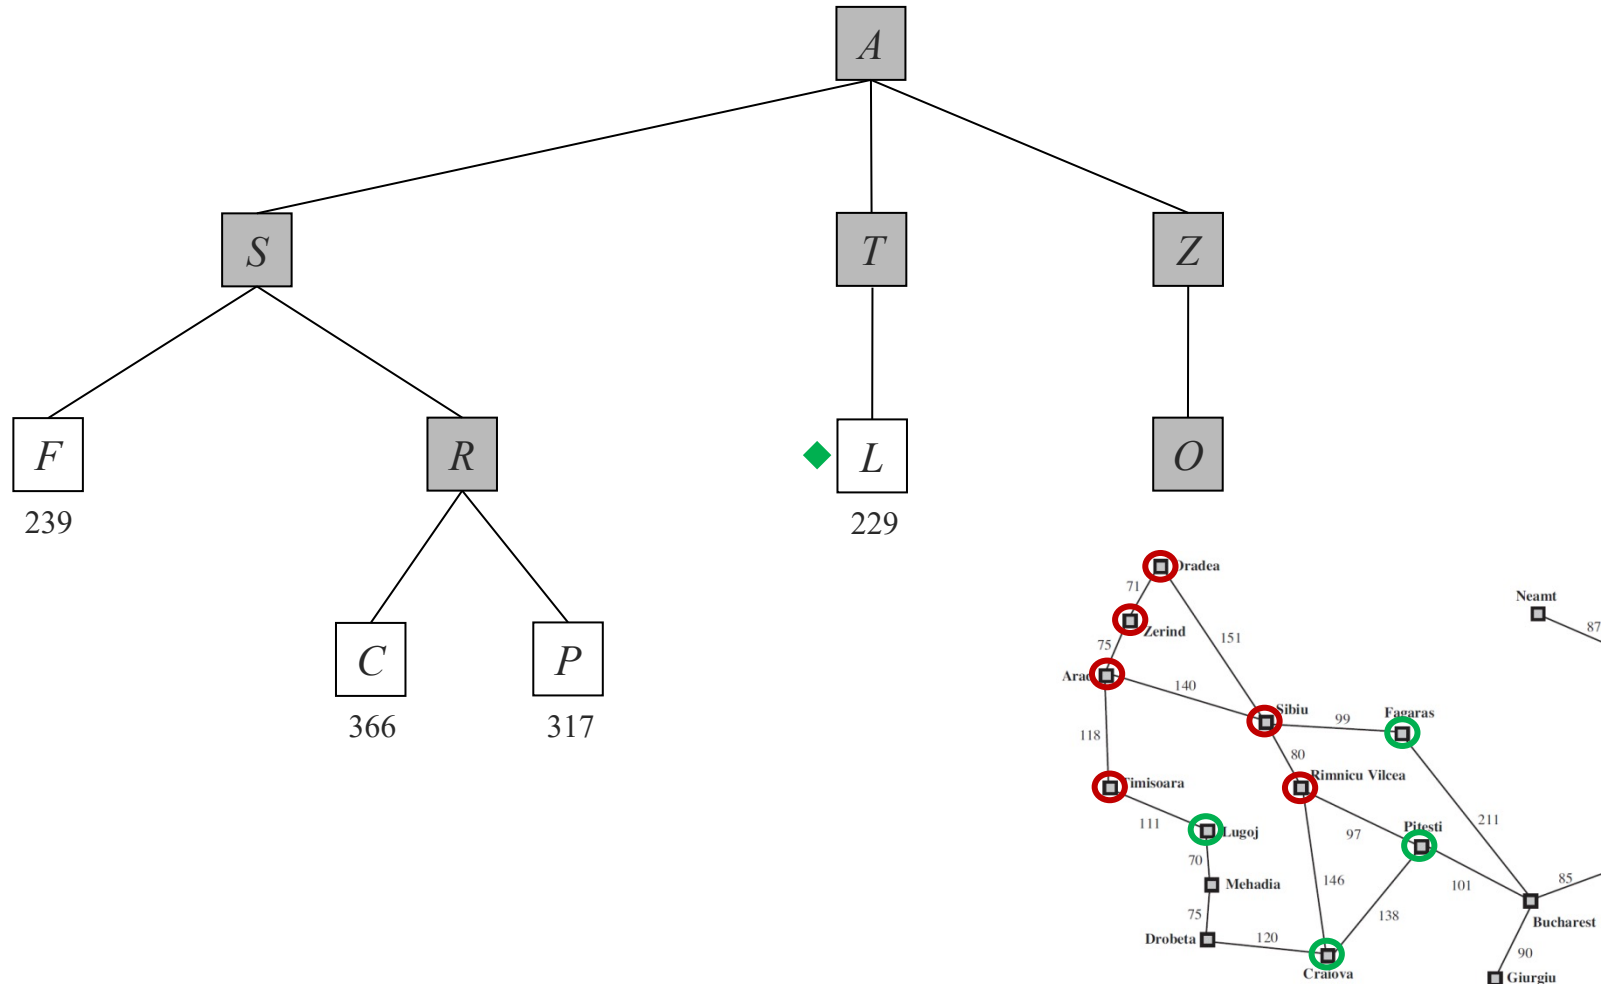 A
S
T
Z
F
R
L
O
239
229
C
P
366
317
Oradea
71
Neamt
87
Zerind
151
75
Arad
140
Sibiu
99
Fagaras
118
80
Timisoara
Rimnicu Vilcea
111
Lugoj
97
Pitesti
211
70
Mehadia
146
101
85
75
138
Bucharest
Drobeta
120
90
Craiova
Giurgiu